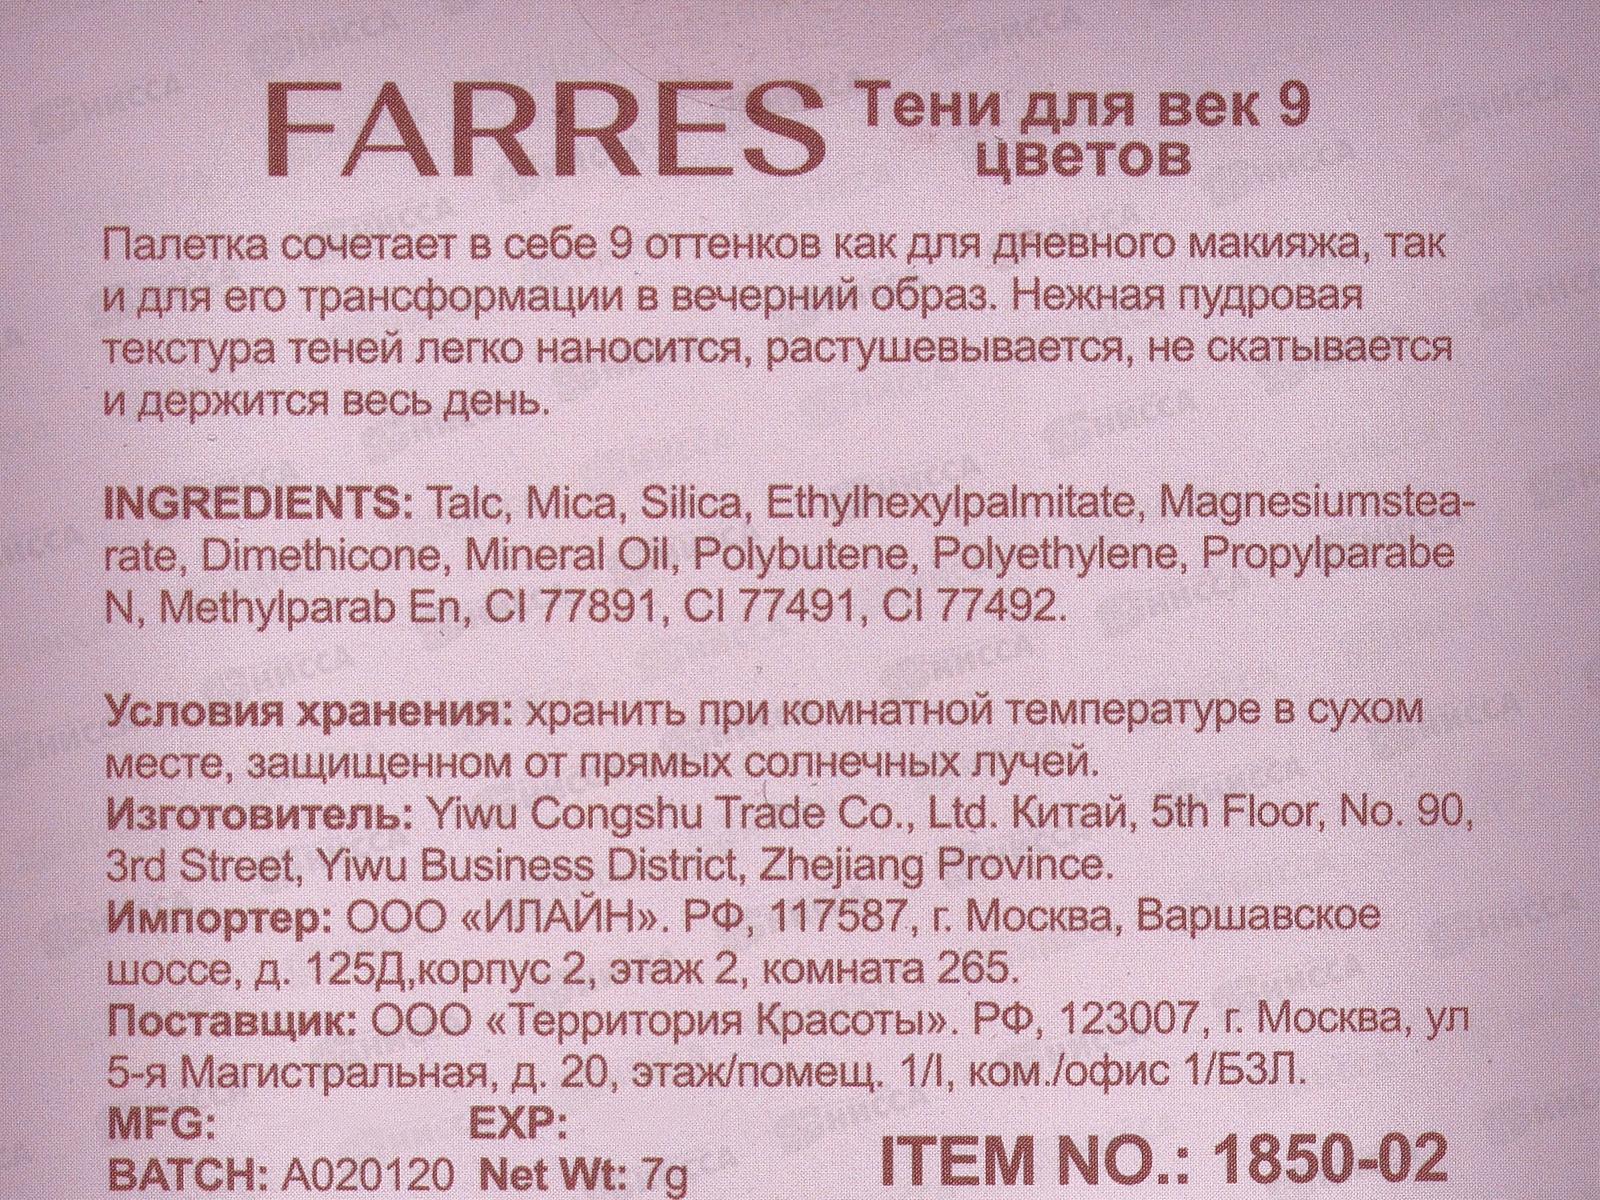 FARRES Тени для век 9
цветов
Палетка сочетает в себе 9 оттенков как для дневного макияжа, так
и для его трансформации в вечерний образ. Нежная пудровая
текстура теней легко наносится, растушевывается, не скатывается
и держится весь день.
INGREDIENTS: Talc, Mica, Silica, Ethylhexylpalmitate, Magnesiumstea-
rate, Dimethicone, Mineral Oil, Polybutene, Polyethylene, Propylparabe
N, Methylparab En, CI 77891, CI 77491, CI 77492.
Условия хранения: хранить при комнатной температуре в сухом
месте, защищенном от прямых солнечных лучей.
Изготовитель: Yiwu Congshu Trade Co., Ltd. Китай, 5th Floor, No. 90,
3rd Street, Yiwu Business District, Zhejiang Province.
Импортер: ООО «ИЛАЙН». РФ, 117587, г. Москва, Варшавское
шоссе, д. 125Д,корпус 2, этаж 2, комната 265.
Поставщик: ООО «Территория Красоты». РФ, 123007, г. Москва, ул
5-я Магистральная, д. 20, этаж/помещ. 1/I, ком./офис 1/БЗЛ.
MFG: EXP:
BATCH: A020120 Net Wt: 7g ITEM NO.: 1850-02